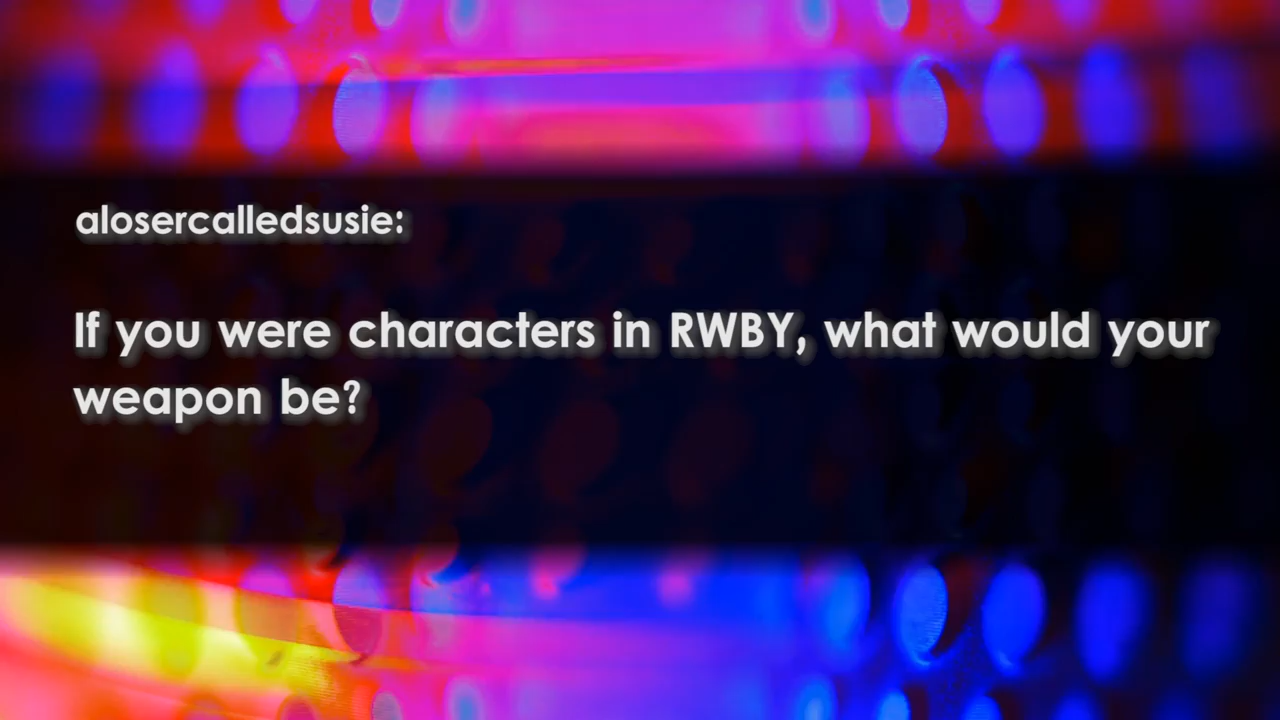 alosercalledsusie:
If you were characters in RWBY, what would your
weapon be?